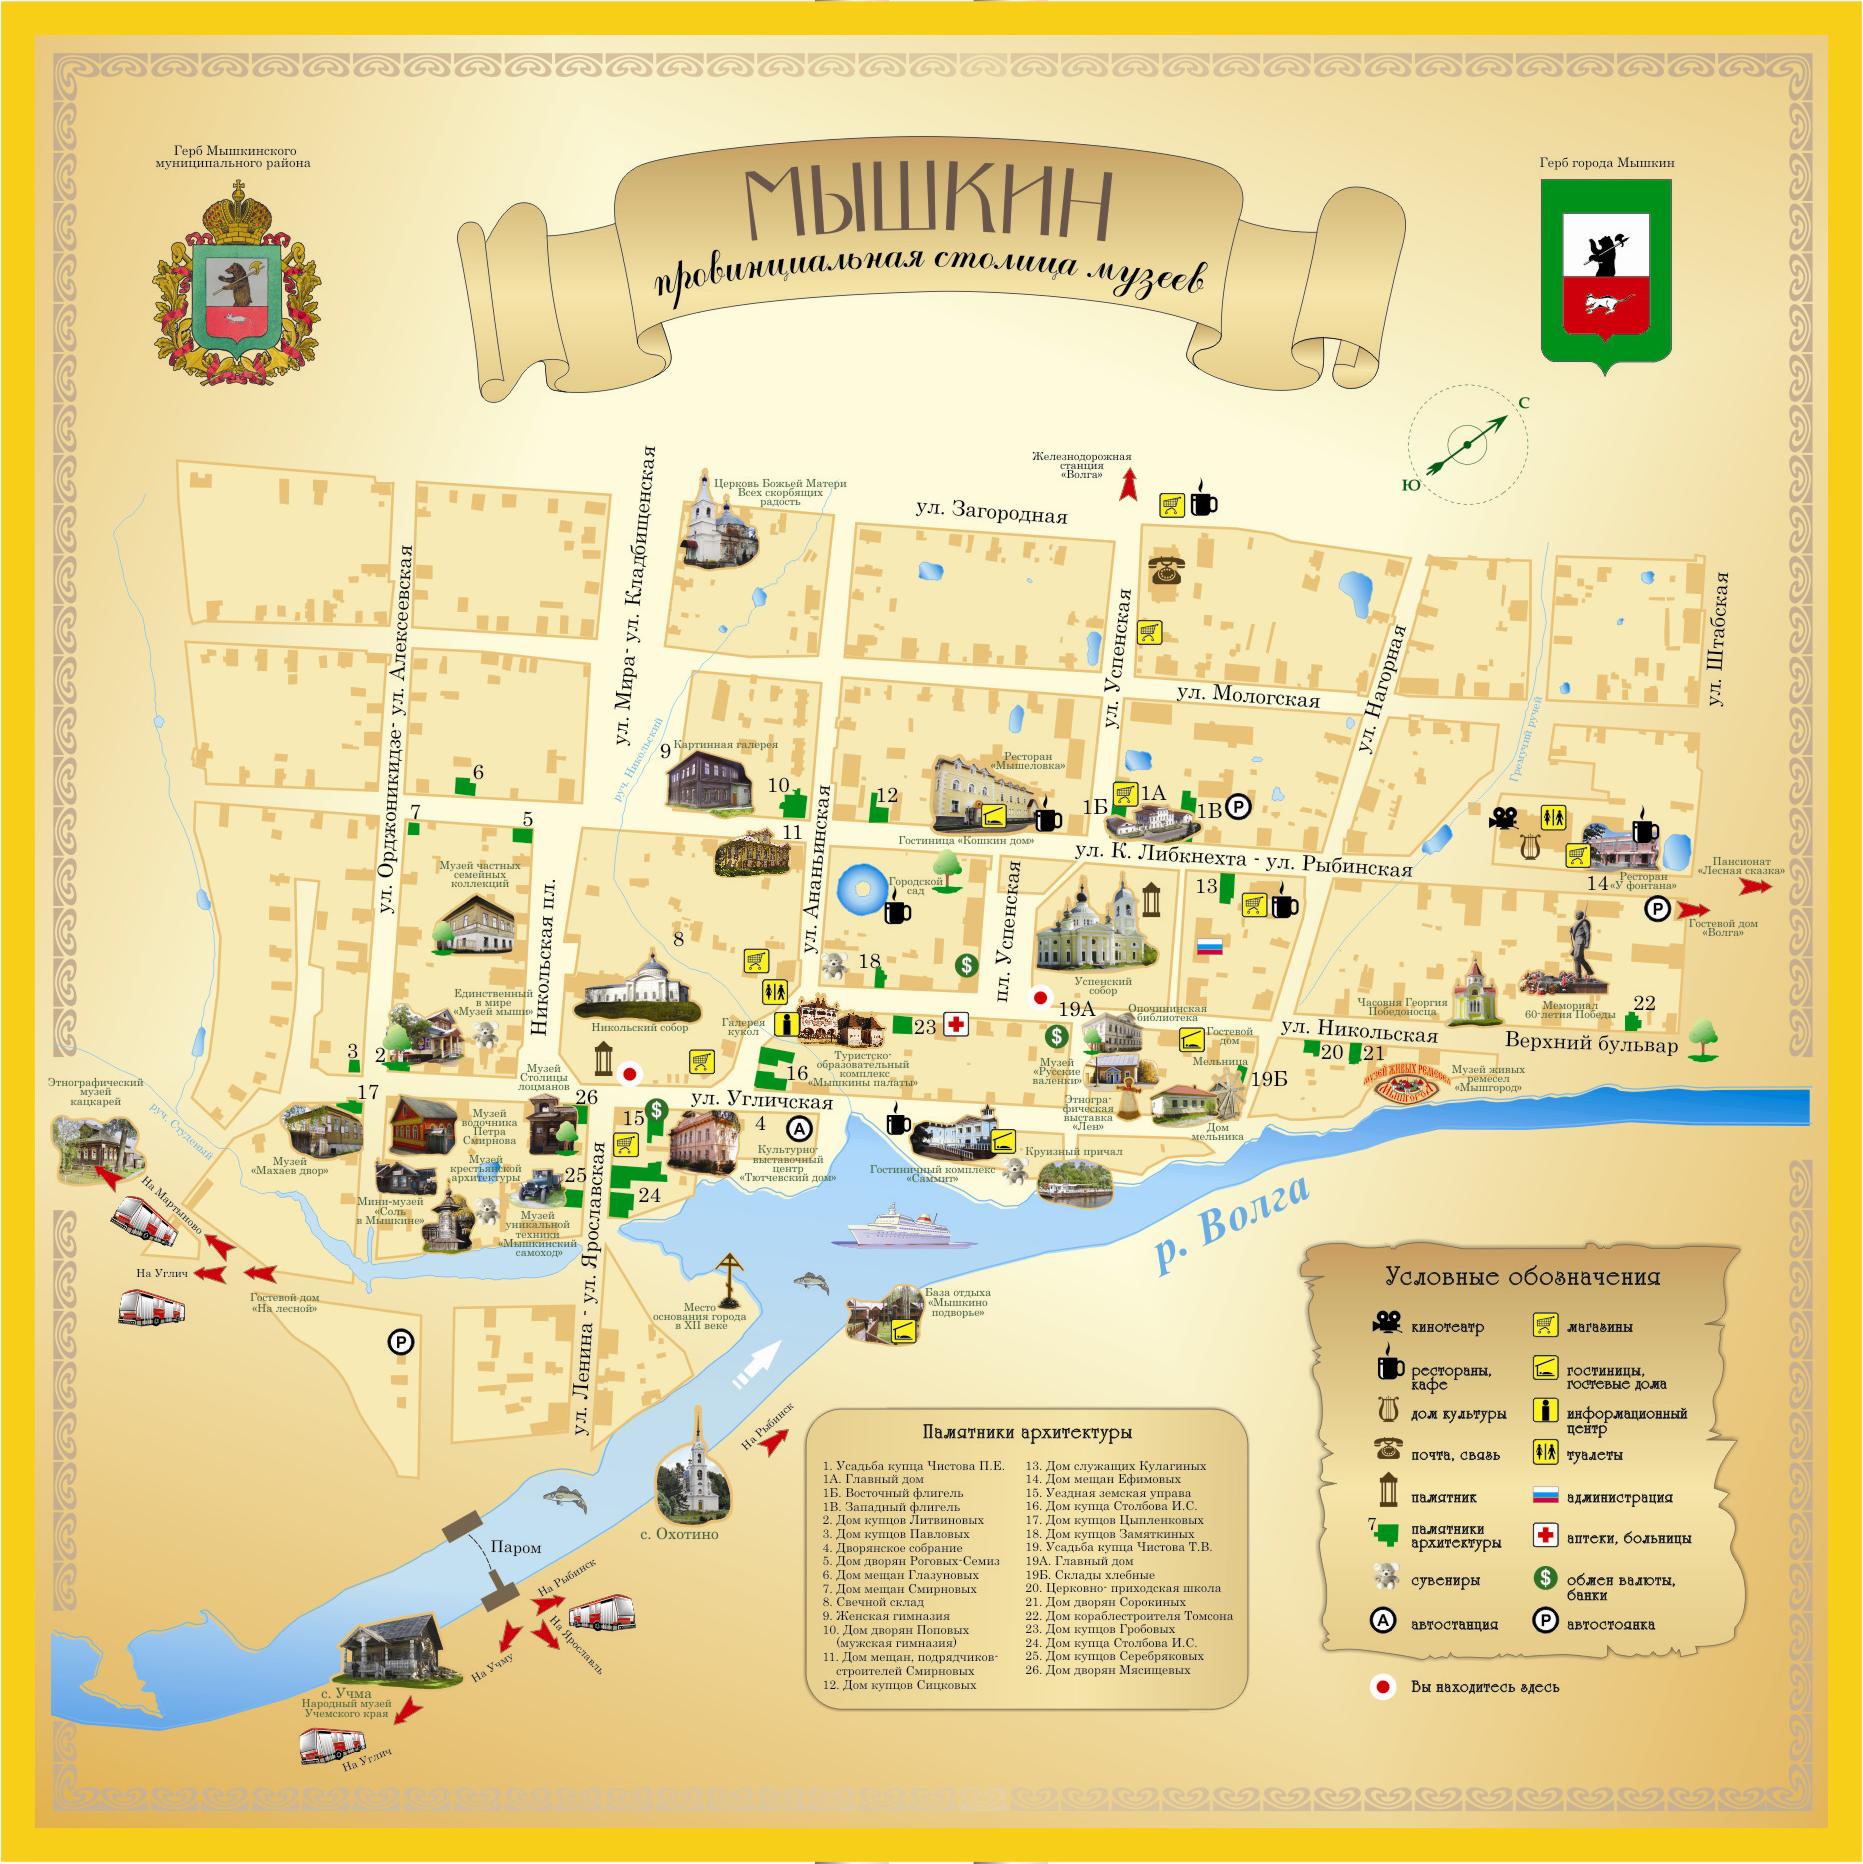 Герб Мышкинского
муниципального района
МЫШКИН
провинциальная столица музеев
Герб города Мышкин
С
Ю
Железнодорожная
станция
«Волга»
Церковь Божьей Матери
Всех скорбящих
радость
ул. Загородная
ул. Орджоникидзе- ул. Алексеевская
ул. Мира- ул. Кладбищенская
ул. Успенская
ул. Мологская
ул. Нагорная
ул. Штабская
руч. Никольский
Гремучий ручей
9
Картинная галерея
6
7
5
10
11
12
Ресторан
«Мышеловка»
Гостиница «Кошкин дом»
1Б
1А
1В
P
ул. К. Либкнехта - ул. Рыбинская
14
Ресторан
«У фонтана»
Пансионат
«Лесная сказка»
P
Гостевой дом
«Волга»
Музей частных
семейных
коллекций
Никольская пл.
ул. Ананьинская
Городской
сад
пл. Успенская
13
8
18
$
Успенский
собор
Единственный
в мире
«Музей мыши»
Никольский собор
Галерея
кукол
23
19А
Опочининская
библиотека
Часовня Георгия
Победоносца
Мемориал
60-летия Победы
22
ул. Никольская
Верхний бульвар
20
21
3
2
Музей
Столицы
лоцманов
16
Туристско-
образовательный
комплекс
«Мышкины палаты»
$
Музей
«Русские
валенки»
Гостевой
дом
Мельница
19Б
МУЗЕЙ ЖИВЫХ РЕМЕСЕЛ
МЫШГОРОД
Музей живых
ремесел
«Мышгород»
Этнографический
музей
кацкарей
руч. Студеный
17
Музей
«Махаев двор»
Музей
водочника
Петра
Смирнова
26
15
$
ул. Угличская
4
A
Культурно-
выставочный
центр
«Тютчевский дом»
Этногра-
фическая
выставка
«Лен»
Дом
мельника
Гостиничный комплекс
«Саммит»
Круизный причал
Музей
крестьянской
архитектуры
25
24
Мини-музей
«Соль
в Мышкине»
Музей
уникальной
техники
«Мышкинский
самоход»
На Мартыново
На Углич
Гостевой дом
«На лесной»
P
ул. Ленина - ул. Ярославская
Место
основания города
в XII веке
р. Волга
База отдыха
«Мышкино
подворье»
На Рыбинск
с. Охотино
Паром
На Рыбинск
На Ярославль
На Учму
с. Учма
Народный музей
Учемского края
На Углич
Памятники архитектуры
1. Усадьба купца Чистова П.Е.
1А. Главный дом
1Б. Восточный флигель
1В. Западный флигель
2. Дом купцов Литвиновых
3. Дом купцов Павловых
4. Дворянское собрание
5. Дом дворян Роговых-Семиз
6. Дом мещан Глазуновых
7. Дом мещан Смирновых
8. Свечной склад
9. Женская гимназия
10. Дом дворян Поповых
(мужская гимназия)
11. Дом мещан, подрядчиков-
строителей Смирновых
12. Дом купцов Сицковых
13. Дом служащих Кулагиных
14. Дом мещан Ефимовых
15. Уездная земская управа
16. Дом купца Столбова И.С.
17. Дом купцов Цыпленковых
18. Дом купцов Замяткиных
19. Усадьба купца Чистова Т.В.
19А. Главный дом
19Б. Склады хлебные
20. Церковно- приходская школа
21. Дом дворян Сорокиных
22. Дом кораблестроителя Томсона
23. Дом купцов Гробовых
24. Дом купца Столбова И.С.
25. Дом купцов Серебряковых
26. Дом дворян Мясищевых
Условные обозначения
кинотеатр
рестораны,
кафе
дом культуры
почта, связь
памятник
7
памятники
архитектуры
сувениры
A
автостанция
магазины
гостиницы,
гостевые дома
информационный
центр
туалеты
администрация
аптеки, больницы
$
обмен валюты,
банки
P
автостоянка
Вы находитесь здесь